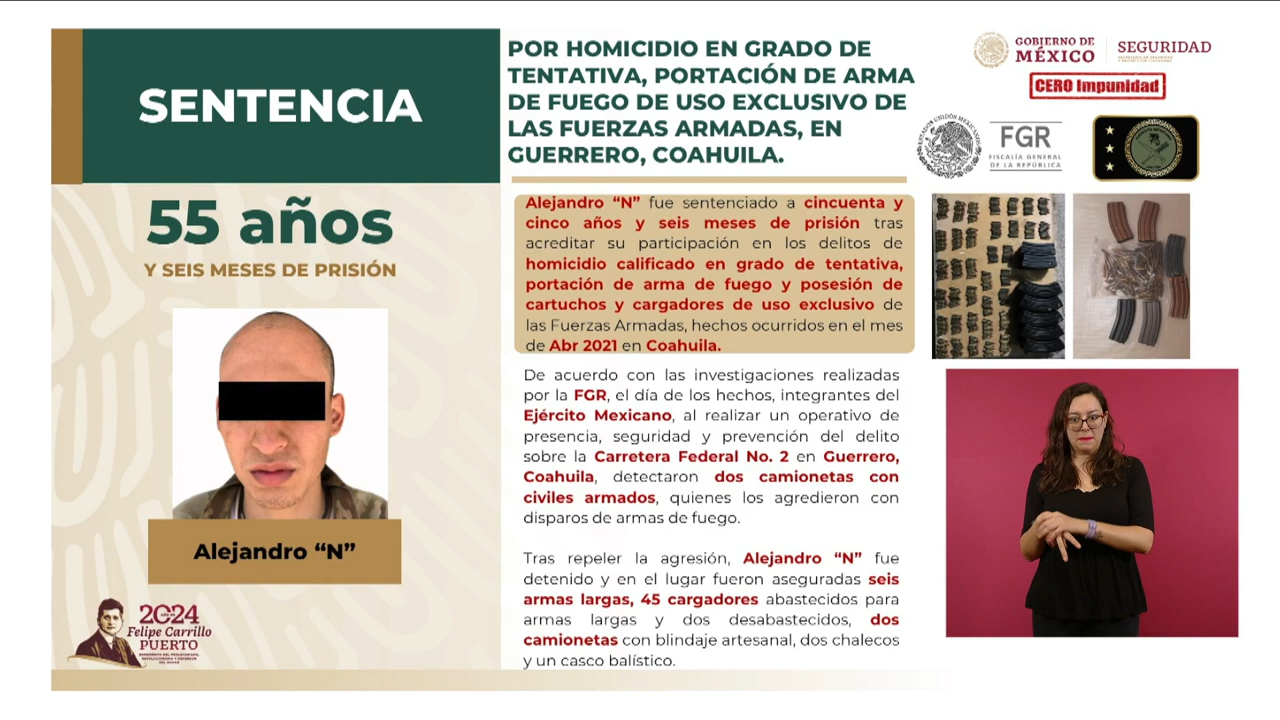 SENTENCIA
55 años
Y SEIS MESES DE PRISIÓN
Alejandro “N”
2024
Felipe Carrillo
PUERTO
POR HOMICIDIO EN GRADO DE
TENTATIVA, PORTACIÓN DE ARMA
DE FUEGO DE USO EXCLUSIVO DE
LAS FUERZAS ARMADAS, EN
GUERRERO, COAHUILA.
Alejandro “N” fue sentenciado a cincuenta y
cinco años y seis meses de prisión tras
acreditar su participación en los delitos de
homicidio calificado en grado de tentativa,
portación de arma de fuego y posesión de
cartuchos y cargadores de uso exclusivo de
las Fuerzas Armadas, hechos ocurridos en el mes
de Abr 2021 en Coahuila.
De acuerdo con las investigaciones realizadas
por la FGR, el día de los hechos, integrantes del
Ejército Mexicano, al realizar un operativo de
presencia, seguridad y prevención del delito
sobre la Carretera Federal No. 2 en Guerrero,
Coahuila, detectaron dos camionetas con
civiles armados, quienes los agredieron con
disparos de armas de fuego.
Tras repeler la agresión, Alejandro “N” fue
detenido y en el lugar fueron aseguradas seis
armas largas, 45 cargadores abastecidos para
armas largas y dos desabastecidos, dos
camionetas con blindaje artesanal, dos chalecos
y un casco balístico.
GOBIERNO DE
MÉXICO
SEGURIDAD
CERO Impunidad
ESTADOS UNIDOS MEXICANOS
FGR
FISCALÍA GENERAL
DE LA REPÚBLICA